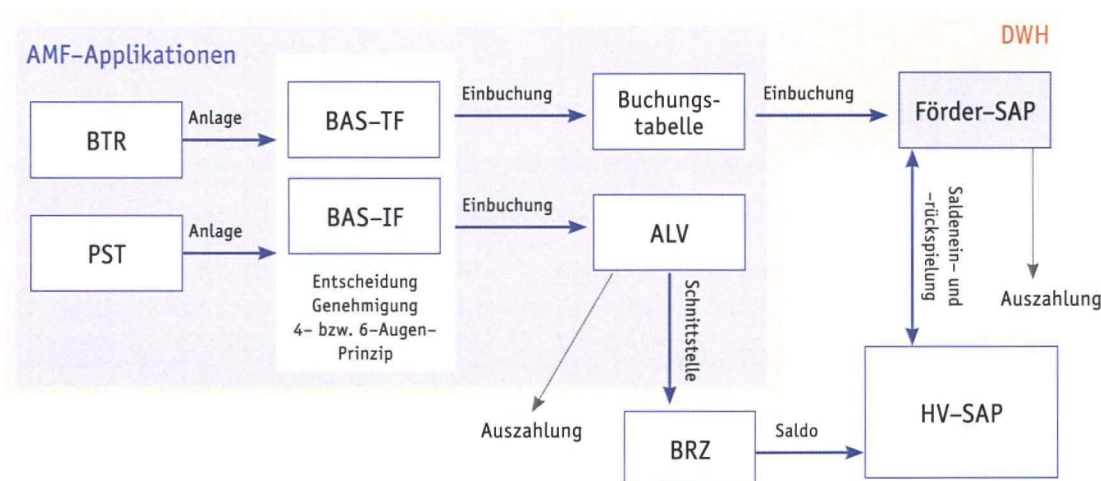 AMF–Applikationen
DWH
BTR
Anlage
BAS–TF
Einbuchung
Buchungs-
tabelle
Einbuchung
Förder–SAP
PST
Anlage
BAS–IF
Einbuchung
ALV
Entscheidung
Genehmigung
4– bzw. 6–Augen–
Prinzip
Schnittstelle
Saldenein– und
–rückspielung
Auszahlung
Auszahlung
BRZ
Saldo
HV–SAP